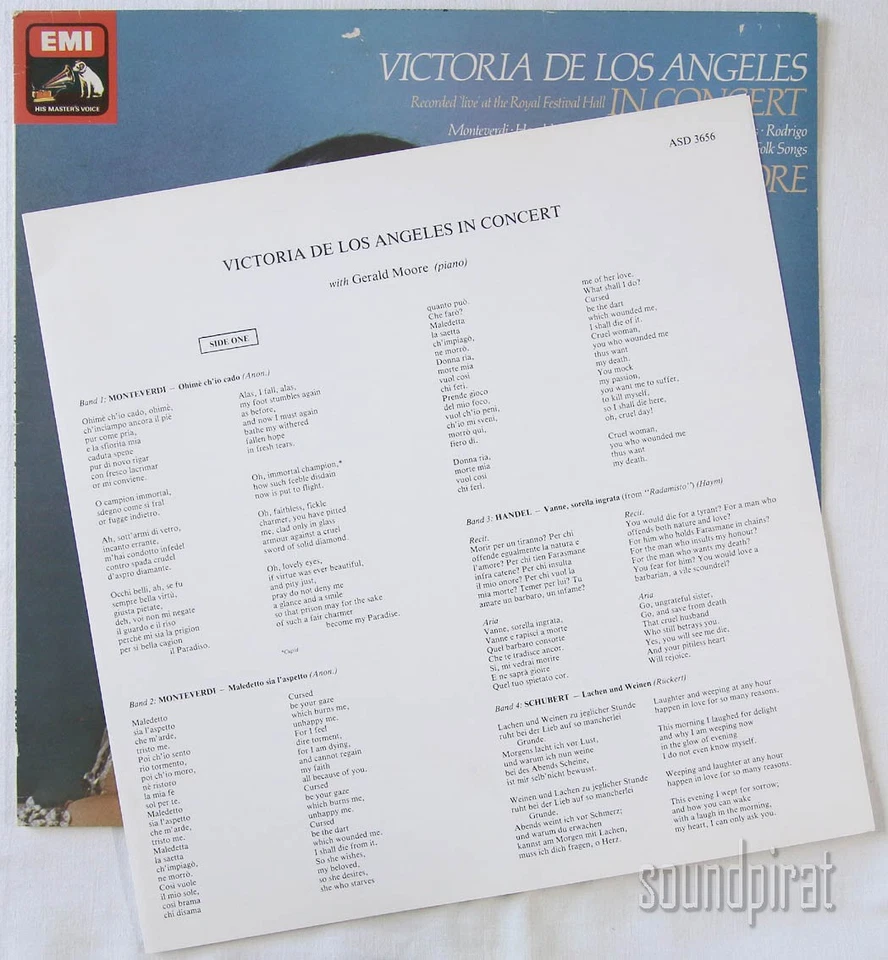 EMI
HIS MASTER'S VOICE
VICTORIA DE LOS ANGELES
Recorded 'live' at the Royal Festival Hall IN CONCERT
Monteverdi · · Rodrigo
Folk Songs
ORE
ASD 3656
VICTORIA DE LOS ANGELES IN CONCERT
with Gerald Moore (piano)
SIDE ONE
Band 1: MONTEVERDI – Ohimè ch'io cado (Anon.)
Ohimè ch'io cado, ohimè,
ch'inciampo ancora il piè
pur come pria,
e la sfiorita mia
caduta spene
pur di novo rigar
con fresco lacrimar
or mi conviene.
O campion immortal,
sdegno come sì fral
or fugge indietro.
Ah, sott'armi di vetro,
incanto errante,
m'hai condotto infedel
contro spada crudel
d'aspro diamante.
Occhi belli, ah, se fu
sempre bella virtù,
giusta pietate,
deh, voi non mi negate
il guardo e il riso
perchè mi sia la prigion
per sì bella cagion
il Paradiso.
Alas, I fall, alas,
my foot stumbles again
as before,
and now I must again
bathe my withered
fallen hope
in fresh tears.
Oh, immortal champion,*
how such feeble disdain
now is put to flight.
Oh, faithless, fickle
charmer, you have pitted
me, clad only in glass
armour against a cruel
sword of solid diamond.
Oh, lovely eyes,
if virtue was ever beautiful,
and pity just,
pray do not deny me
a glance and a smile
so that prison may for the sake
of such a fair charmer
become my Paradise.
*Cupid
Band 2: MONTEVERDI – Maledetto sia l'aspetto (Anon.)
Maledetto
sia l'aspetto
che m'arde,
tristo me.
Poi ch'io sento
rio tormento,
poi ch'io moro,
nè ristoro
la mia fe
sol per te.
Maledetto
sia l'aspetto
che m'arde,
tristo me.
Maledetta
la saetta
ch'impiagò,
ne morrò.
Così vuole
il mio sole,
così brama
chi disama
Cursed
be your gaze
which burns me,
unhappy me.
For I feel
dire torment,
for I am dying,
and cannot regain
my faith
all because of you.
Cursed
be your gaze
which burns me,
unhappy me.
Cursed
be the dart
which wounded me.
I shall die from it.
So she wishes,
my beloved,
so she desires,
she who starves
quanto può.
Che farò?
Maledetta
la saetta
ch'impiagò,
ne morrò.
Donna ria,
morte mia
vuol così
chi ferì.
Prende gioco
del mio foco,
vuol ch'io peni,
ch'io mi sveni,
morrò qui,
fiero dì.
Donna ria,
morte mia
vuol così
chi ferì.
me of her love.
What shall I do?
Cursed
be the dart
which wounded me,
I shall die of it.
Cruel woman,
you who wounded me
thus want
my death.
You mock
my passion,
you want me to suffer,
to kill myself,
so I shall die here,
oh, cruel day!
Cruel woman,
you who wounded me
thus want
my death.
Band 3: HANDEL – Vanne, sorella ingrata (from "Radamisto") (Haym)
Recit.
Morir per un tiranno? Per chi
offende egualmente la natura e
l'amore? Per chi tien Farasmane
infra catene? Per chi insulta
il mio onore? Per chi vuol la
mia morte? Temer per lui? Tu
amare un barbaro, un infame?
Aria
Vanne, sorella ingrata,
Vanne e rapisci a morte
Quel barbaro consorte
Che te tradisce ancor.
Sì, mi vedrai morire
E ne saprà gioire
Quel tuo spietato cor.
Recit.
You would die for a tyrant? For a man who
offends both nature and love?
For him who holds Farasmane in chains?
For the man who insults my honour?
For the man who wants my death?
You fear for him? You would love a
barbarian, a vile scoundrel?
Aria
Go, ungrateful sister,
Go, and save from death
That cruel husband
Who still betrays you.
Yes, you will see me die,
And your pitiless heart
Will rejoice.
Band 4: SCHUBERT – Lachen und Weinen (Rückert)
Lachen und Weinen zu jeglicher Stunde
ruht bei der Lieb auf so mancherlei
Grunde.
Morgens lacht ich vor Lust,
und warum ich nun weine
bei des Abends Scheine,
ist mir selb' nicht bewusst.
Weinen und Lachen zu jeglicher Stunde
ruht bei der Lieb auf so mancherlei
Grunde.
Abends weint ich vor Schmerz;
und warum du erwachen
kannst am Morgen mit Lachen,
muss ich dich fragen, o Herz.
Laughter and weeping at any hour
happen in love for so many reasons.
This morning I laughed for delight
and why I am weeping now
in the glow of evening
I do not even know myself.
Weeping and laughter at any hour
happen in love for so many reasons.
This evening I wept for sorrow;
and how you can wake
with a laugh in the morning,
my heart, I can only ask you.
soundpirat